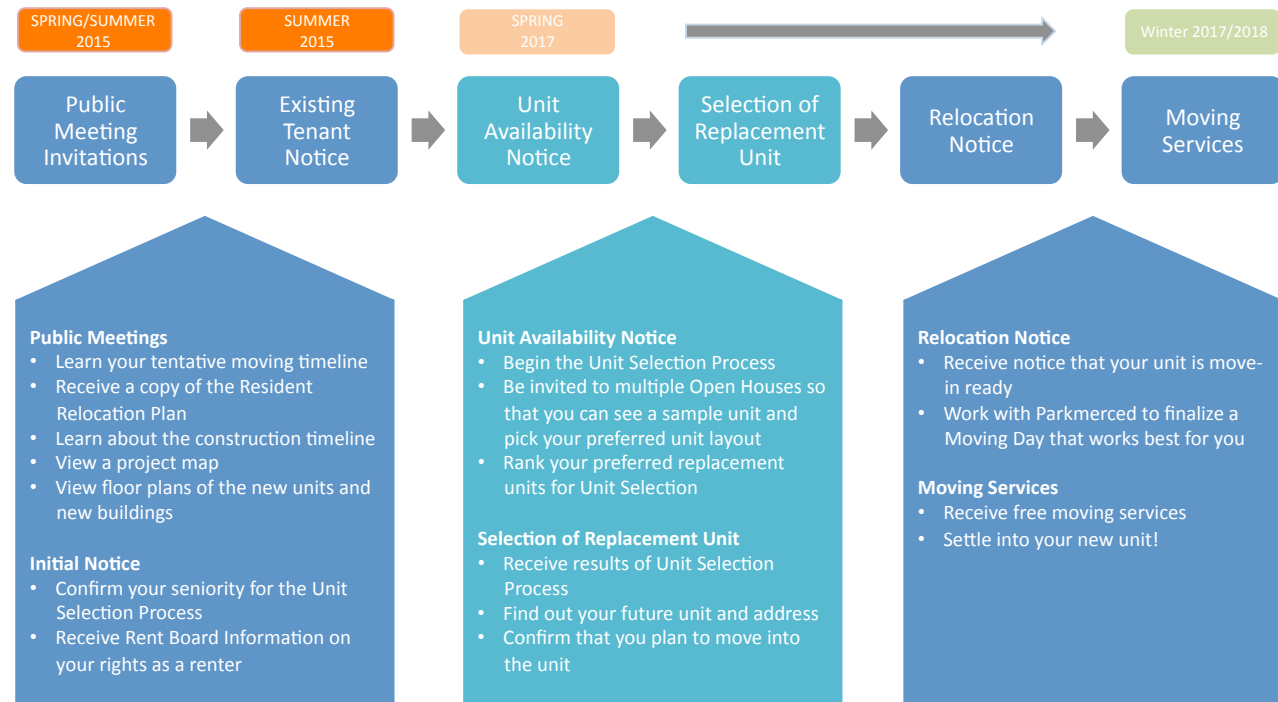 SPRING/SUMMER
2015
SUMMER
2015
SPRING
2017
Winter 2017/2018
Public
Meeting
Invitations
Existing
Tenant
Notice
Unit
Availability
Notice
Selection of
Replacement
Unit
Relocation
Notice
Moving
Services
Public Meetings
• Learn your tentative moving timeline
• Receive a copy of the Resident
Relocation Plan
• Learn about the construction timeline
• View a project map
• View floor plans of the new units and
new buildings
Initial Notice
• Confirm your seniority for the Unit
Selection Process
• Receive Rent Board Information on
your rights as a renter
Unit Availability Notice
• Begin the Unit Selection Process
• Be invited to multiple Open Houses so
that you can see a sample unit and
pick your preferred unit layout
• Rank your preferred replacement
units for Unit Selection
Selection of Replacement Unit
• Receive results of Unit Selection
Process
• Find out your future unit and address
• Confirm that you plan to move into
the unit
Relocation Notice
• Receive notice that your unit is move-
in ready
• Work with Parkmerced to finalize a
Moving Day that works best for you
Moving Services
• Receive free moving services
• Settle into your new unit!